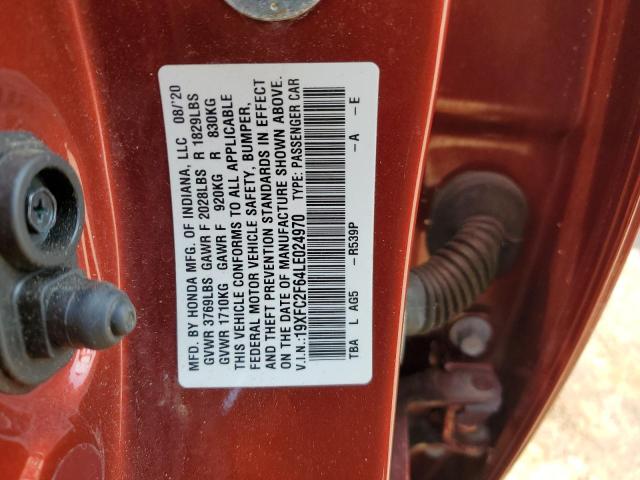 MFD. BY HONDA MFG. OF INDIANA, LLC 08/'20
GVWR 3769LBS GAWR F 2028LBS R 1829LBS
GVWR 1710KG GAWR F 920KG R 830KG
THIS VEHICLE CONFORMS TO ALL APPLICABLE
FEDERAL MOTOR VEHICLE SAFETY, BUMPER,
AND THEFT PREVENTION STANDARDS IN EFFECT
ON THE DATE OF MANUFACTURE SHOWN ABOVE.
V.I.N.:19XFC2F64LE024970 TYPE: PASSENGER CAR
TBA L AG5 –R539P –A –E